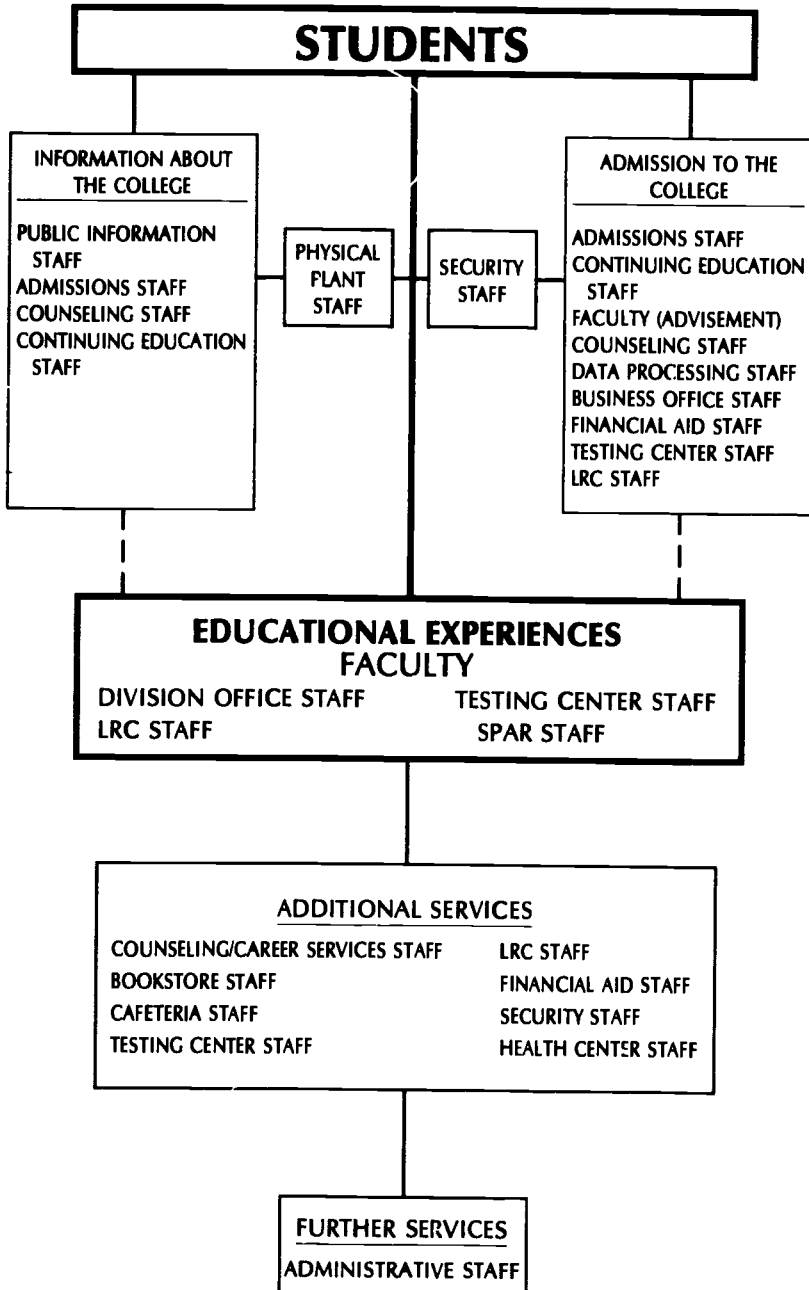 STUDENTS
INFORMATION ABOUT
THE COLLEGE
PUBLIC INFORMATION
STAFF
ADMISSIONS STAFF
COUNSELING STAFF
CONTINUING EDUCATION
STAFF
PHYSICAL
PLANT
STAFF
SECURITY
STAFF
ADMISSION TO THE
COLLEGE
ADMISSIONS STAFF
CONTINUING EDUCATION
STAFF
FACULTY (ADVISEMENT)
COUNSELING STAFF
DATA PROCESSING STAFF
BUSINESS OFFICE STAFF
FINANCIAL AID STAFF
TESTING CENTER STAFF
LRC STAFF
EDUCATIONAL EXPERIENCES
FACULTY
DIVISION OFFICE STAFF
LRC STAFF
TESTING CENTER STAFF
SPAR STAFF
ADDITIONAL SERVICES
COUNSELING/CAREER SERVICES STAFF
BOOKSTORE STAFF
CAFETERIA STAFF
TESTING CENTER STAFF
LRC STAFF
FINANCIAL AID STAFF
SECURITY STAFF
HEALTH CENTER STAFF
FURTHER SERVICES
ADMINISTRATIVE STAFF